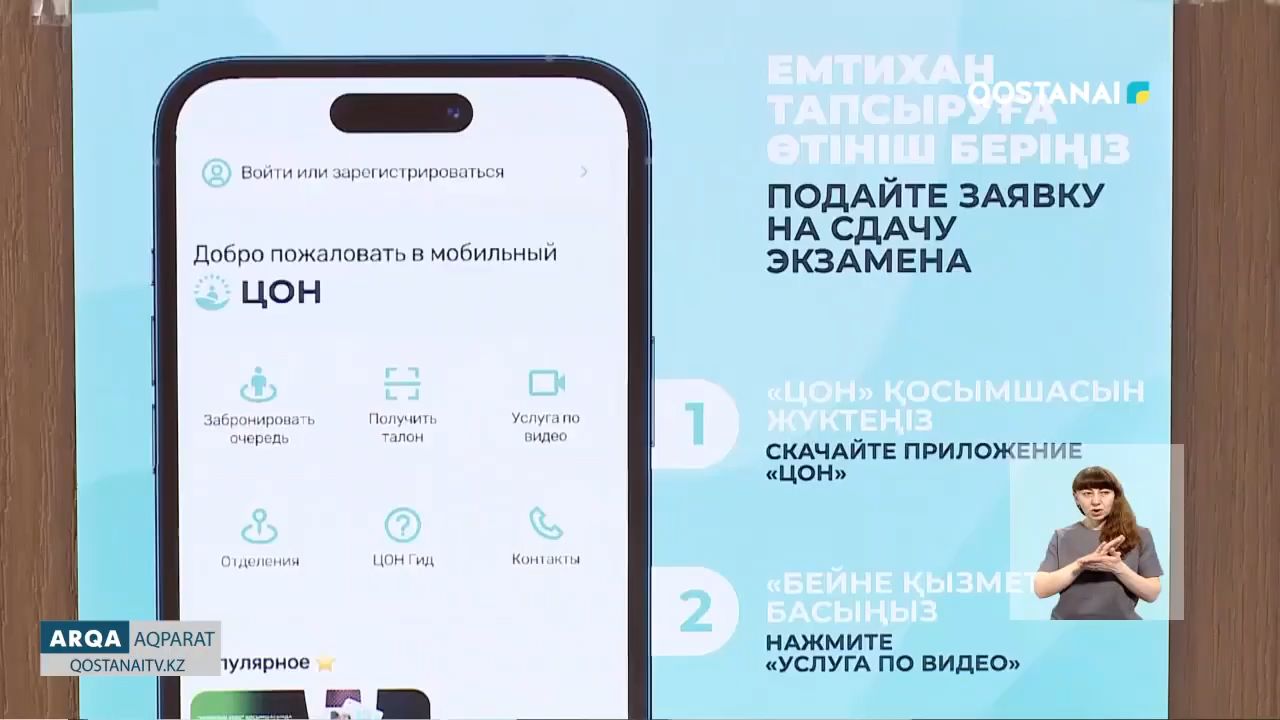 Войти или зарегистрироваться
Добро пожаловать в мобильный
ЦОН
Забронировать
очередь
Получить
талон
Услуга по
видео
Отделения
ЦОН Гид
Контакты
пулярное
ЕМТИХАН
ТАПСЫРУҒА
ӨТІНІШ БЕРІҢІЗ
ПОДАЙТЕ ЗАЯВКУ
НА СДАЧУ
ЭКЗАМЕНА
QOSTANAI
1
«ЦОН» ҚОСЫМШАСЫН
ЖҮКТЕҢІЗ
СКАЧАЙТЕ ПРИЛОЖЕНИЕ
«ЦОН»
2
«БЕЙНЕ ҚЫЗМЕТ
БАСЫҢЫЗ
НАЖМИТЕ
«УСЛУГА ПО ВИДЕО»
ARQA AQPARAT
QOSTANAITV.KZ